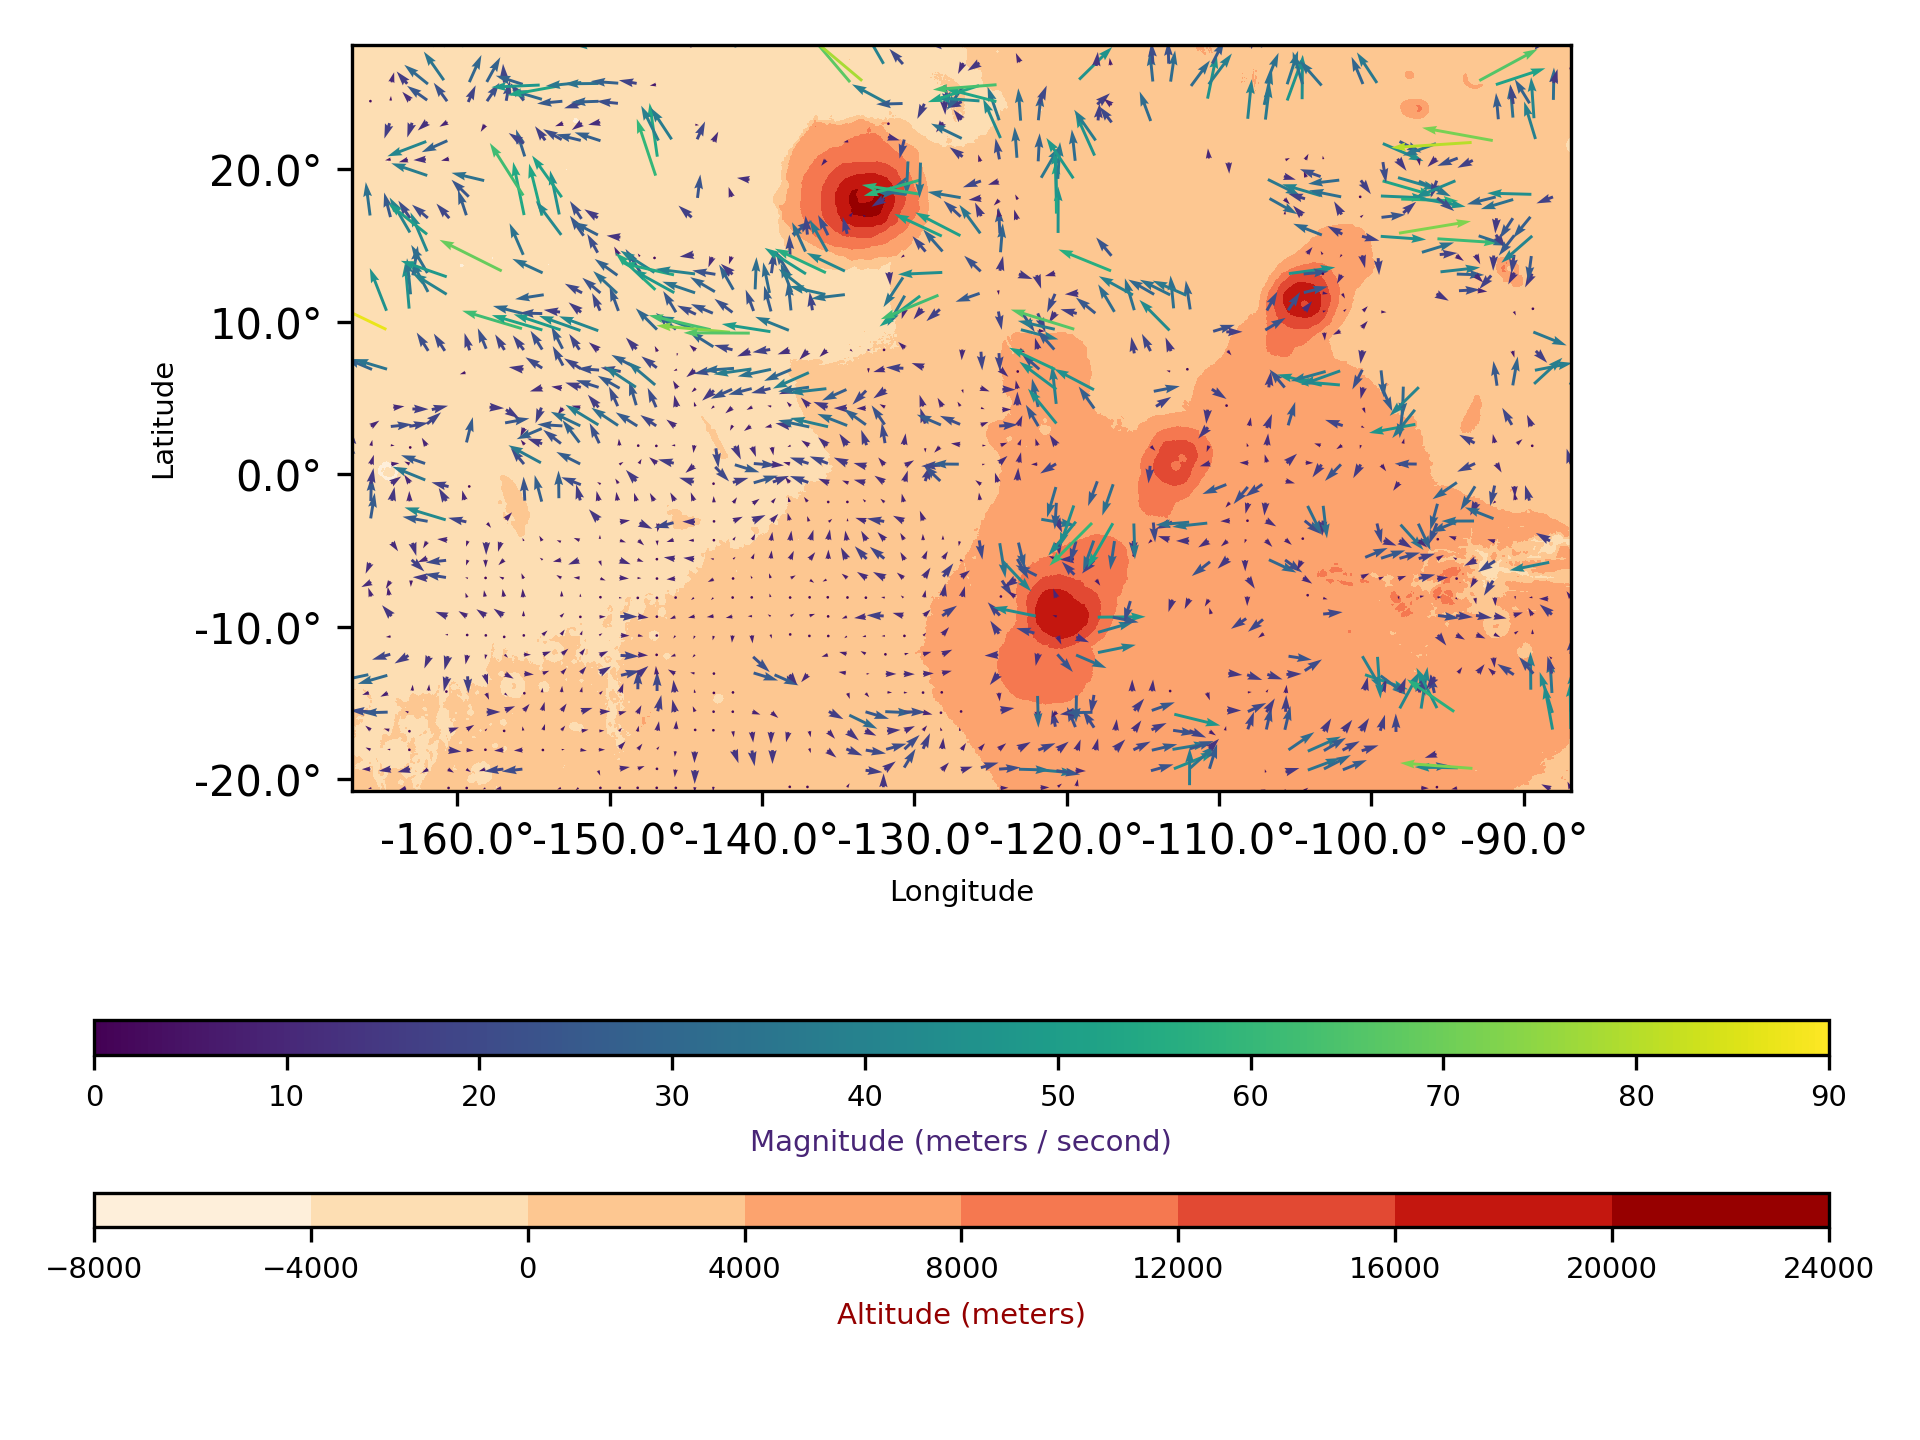 20.0°
10.0°
0.0°
-10.0°
-20.0°
Latitude
-160.0° -150.0° -140.0° -130.0° -120.0° -110.0° -100.0° -90.0°
Longitude
0 10 20 30 40 50 60 70 80 90
Magnitude (meters / second)
−8000 −4000 0 4000 8000 12000 16000 20000 24000
Altitude (meters)